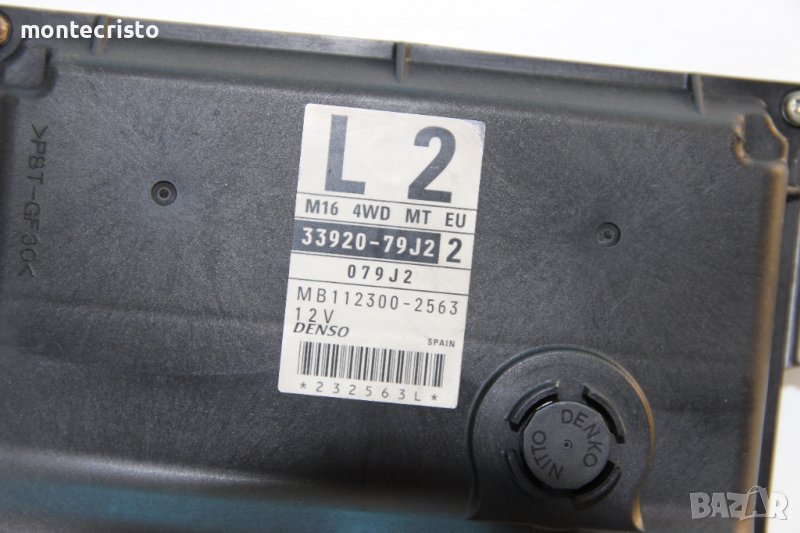 montecristo
>PBT-GF30<
L 2
M16 4WD MT EU
33920-79J2 2
079J2
MB112300-2563
12V
DENSO
SPAIN
*232563L*
NITTO DENKO
BAZAR